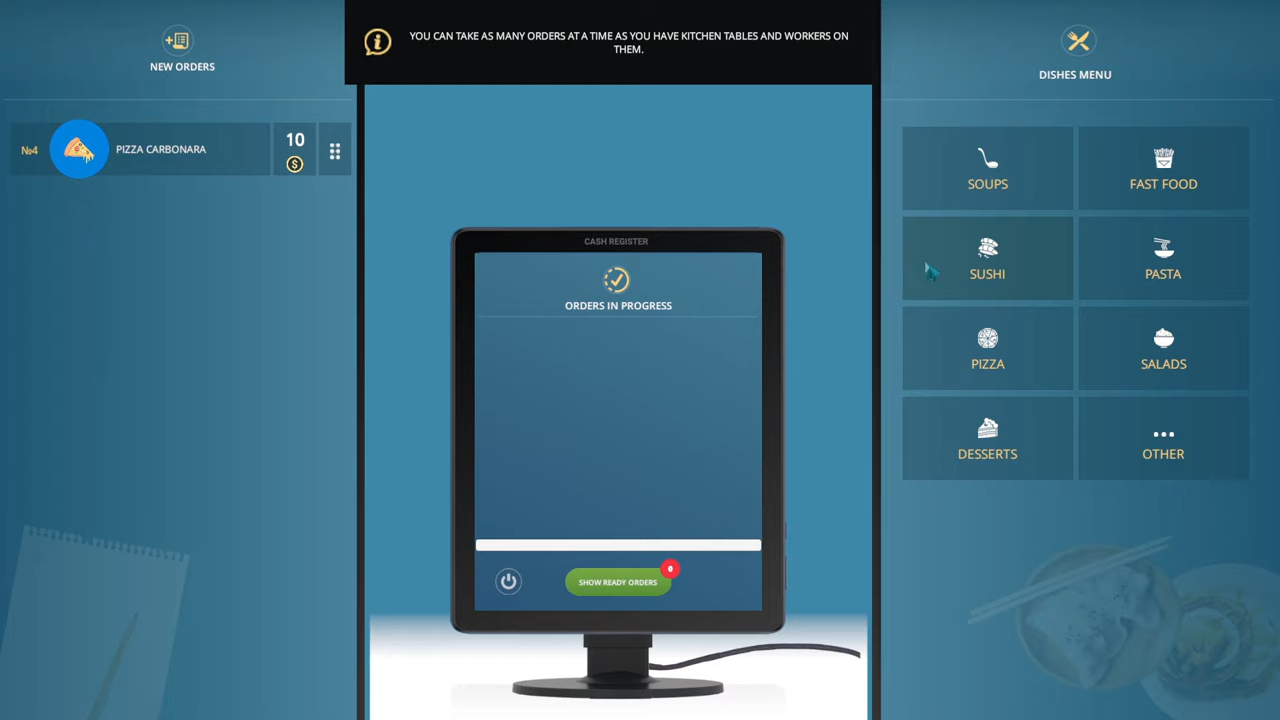 NEW ORDERS
№4
PIZZA CARBONARA
10
$
YOU CAN TAKE AS MANY ORDERS AT A TIME AS YOU HAVE KITCHEN TABLES AND WORKERS ON
THEM.
CASH REGISTER
ORDERS IN PROGRESS
SHOW READY ORDERS
0
DISHES MENU
SOUPS
FAST FOOD
SUSHI
PASTA
PIZZA
SALADS
DESSERTS
OTHER